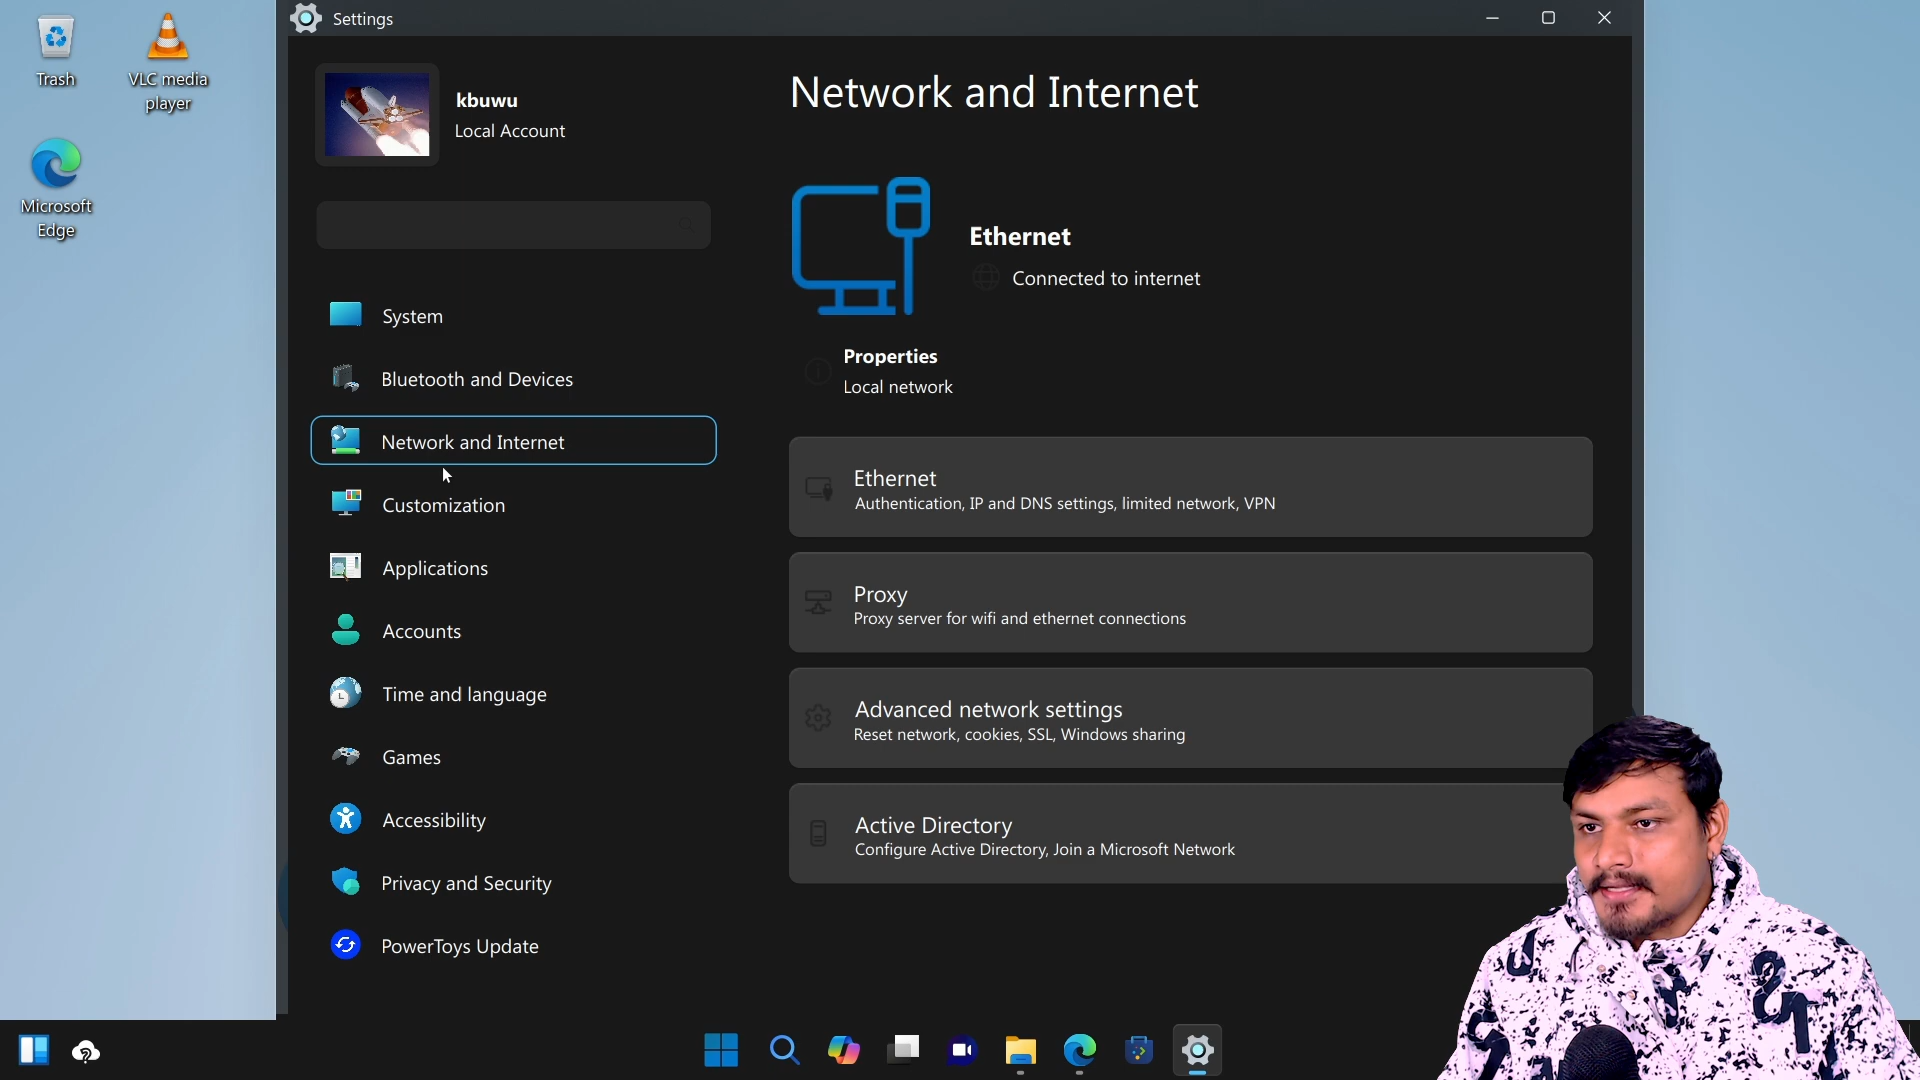 Trash
VLC media
player
Microsoft
Edge
Settings
kbuwu
Local Account
System
Bluetooth and Devices
Network and Internet
Customization
Applications
Accounts
Time and language
Games
Accessibility
Privacy and Security
PowerToys Update
Network and Internet
Ethernet
Connected to internet
Properties
Local network
Ethernet
Authentication, IP and DNS settings, limited network, VPN
Proxy
Proxy server for wifi and ethernet connections
Advanced network settings
Reset network, cookies, SSL, Windows sharing
Active Directory
Configure Active Directory, Join a Microsoft Network